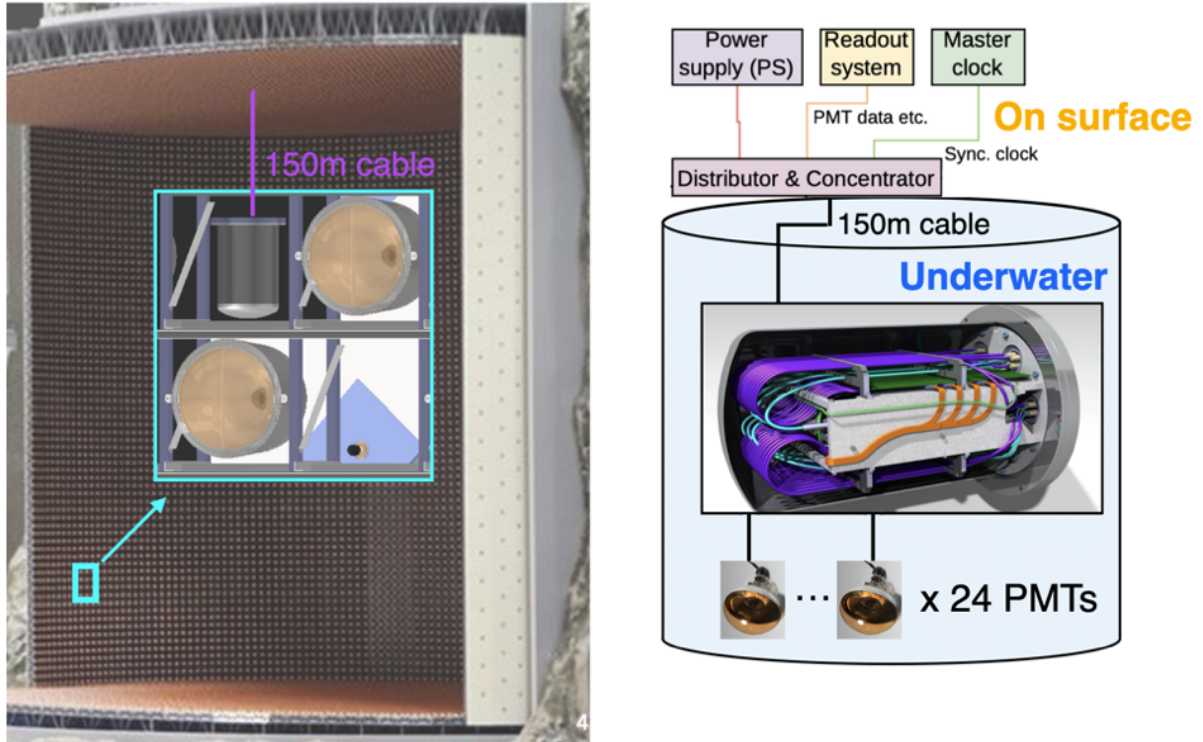 150m cable
4
Power
supply (PS)
Readout
system
Master
clock
PMT data etc.
On surface
Sync. clock
Distributor & Concentrator
150m cable
Underwater
... x 24 PMTs